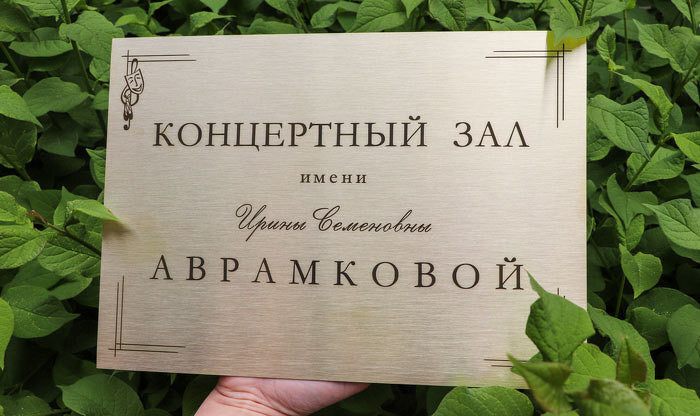 КОНЦЕРТНЫЙ ЗАЛ
имени
Ирины Семеновны
АВРАМКОВОЙ